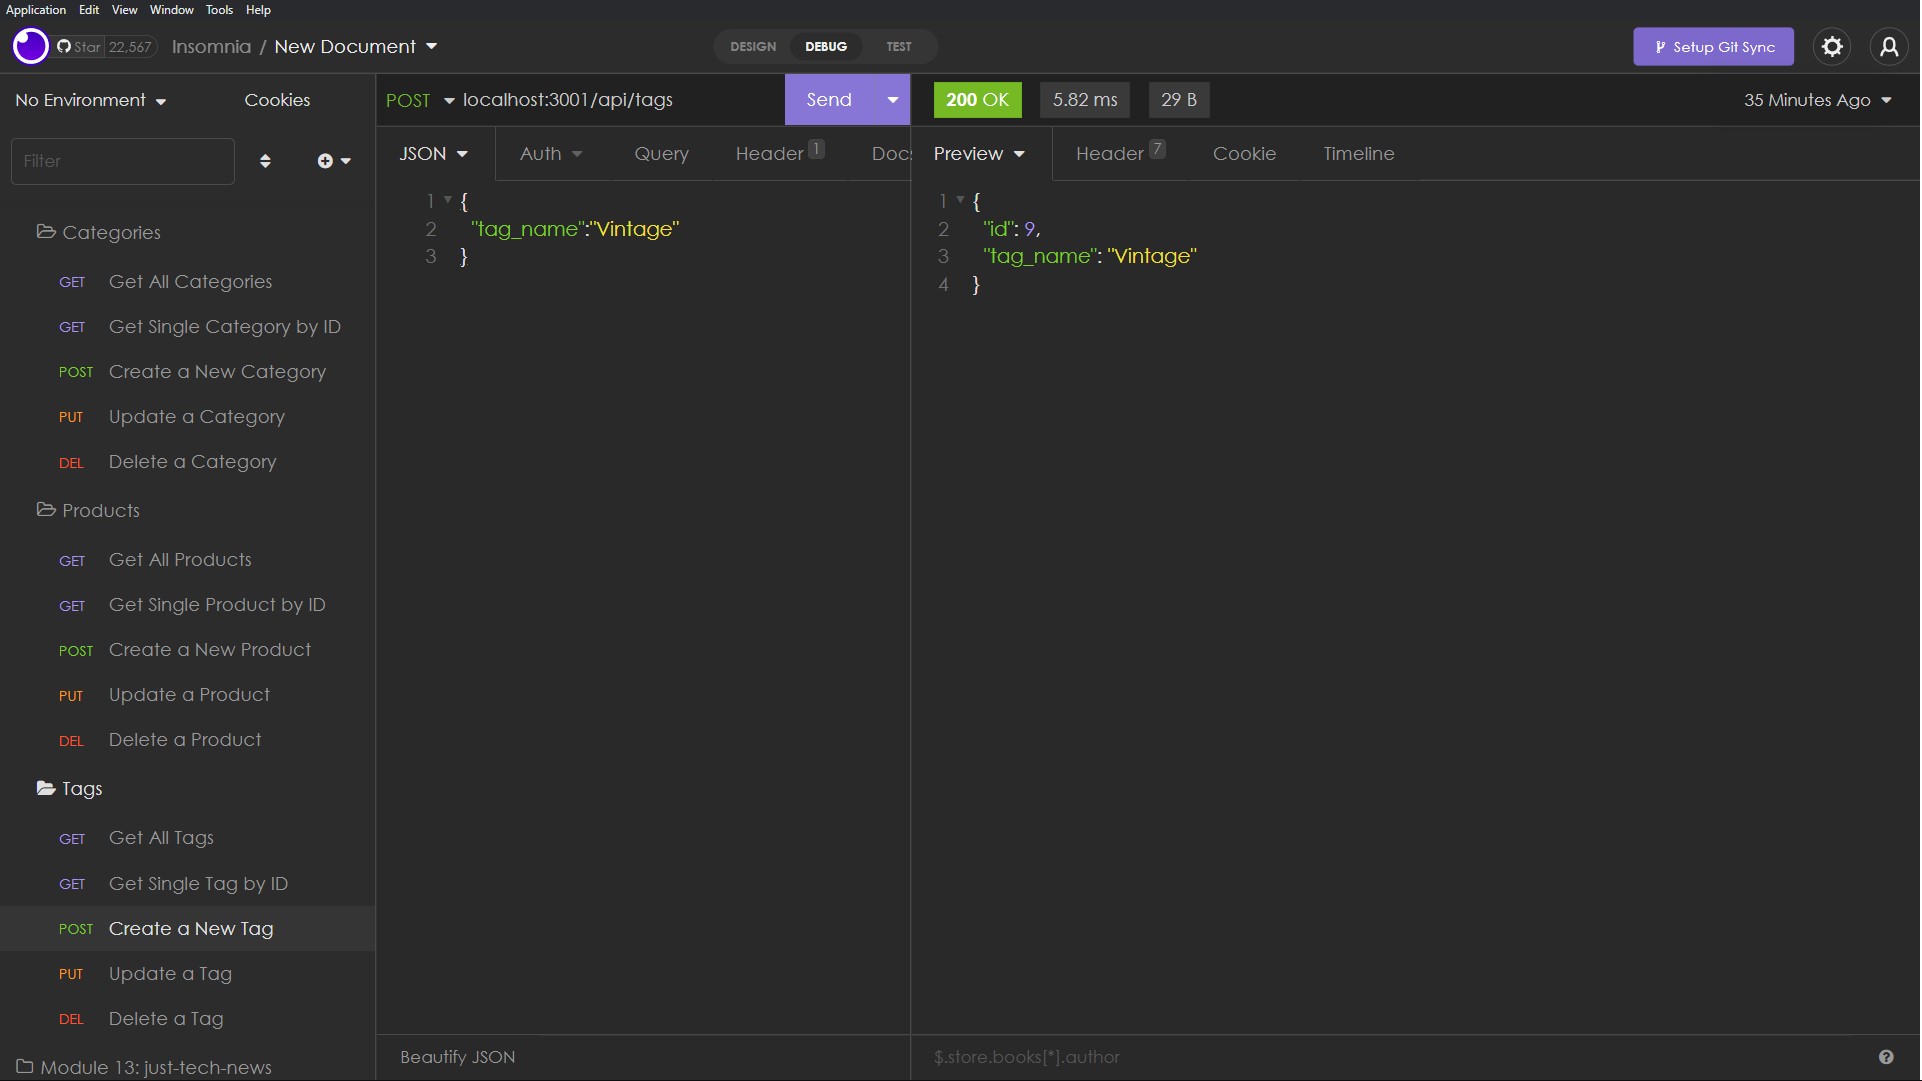 Application Edit View Window Tools Help
Star 22,567 Insomnia / New Document DESIGN DEBUG TEST Setup Git Sync
No Environment Cookies
Filter
Categories
GET Get All Categories
GET Get Single Category by ID
POST Create a New Category
PUT Update a Category
DEL Delete a Category
Products
GET Get All Products
GET Get Single Product by ID
POST Create a New Product
PUT Update a Product
DEL Delete a Product
Tags
GET Get All Tags
GET Get Single Tag by ID
POST Create a New Tag
PUT Update a Tag
DEL Delete a Tag
Module 13: just-tech-news
POST localhost:3001/api/tags Send
JSON Auth Query Header 1 Docs
1 {
2 "tag_name":"Vintage"
3 }
Beautify JSON
200 OK 5.82 ms 29 B 35 Minutes Ago
Preview Header 7 Cookie Timeline
1 {
2 "id": 9,
3 "tag_name": "Vintage"
4 }
$.store.books[*].author